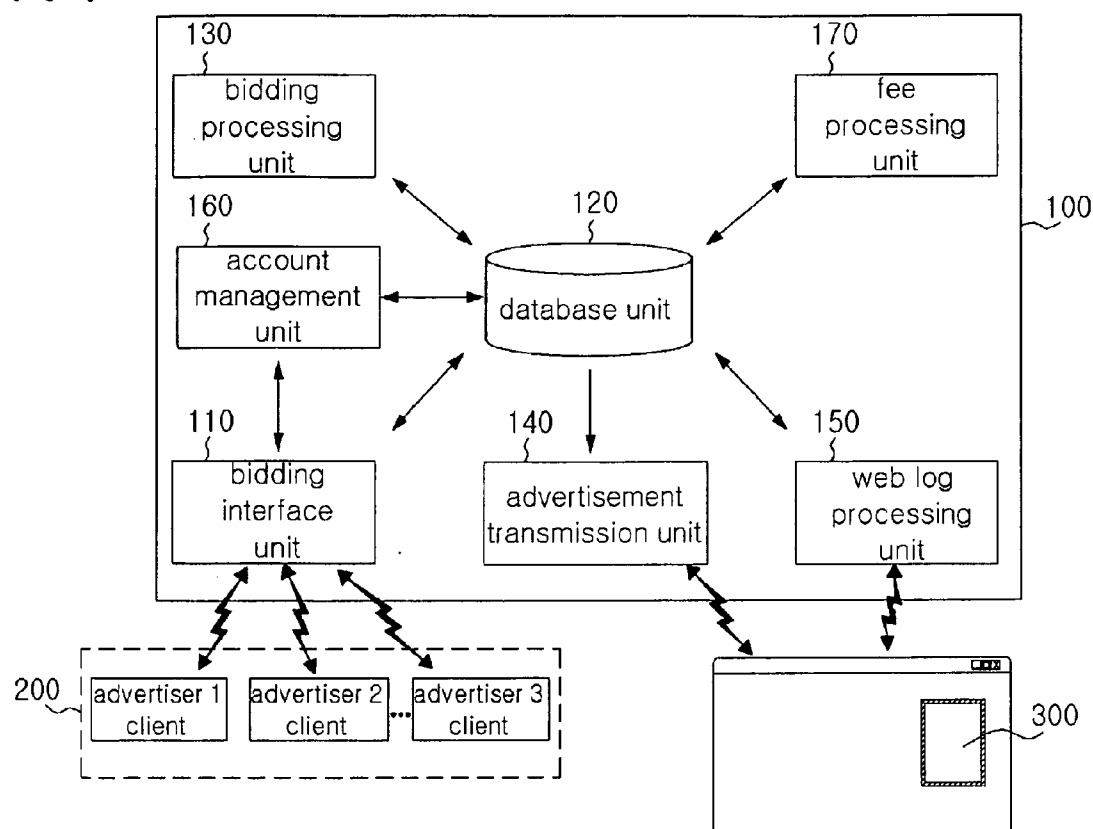 130
bidding
processing
unit
170
fee
processing
unit
160
account
management
unit
120
database unit
100
110
bidding
interface
unit
140
advertisement
transmission unit
150
web log
processing
unit
200
advertiser 1
client
advertiser 2
client
advertiser 3
client
300